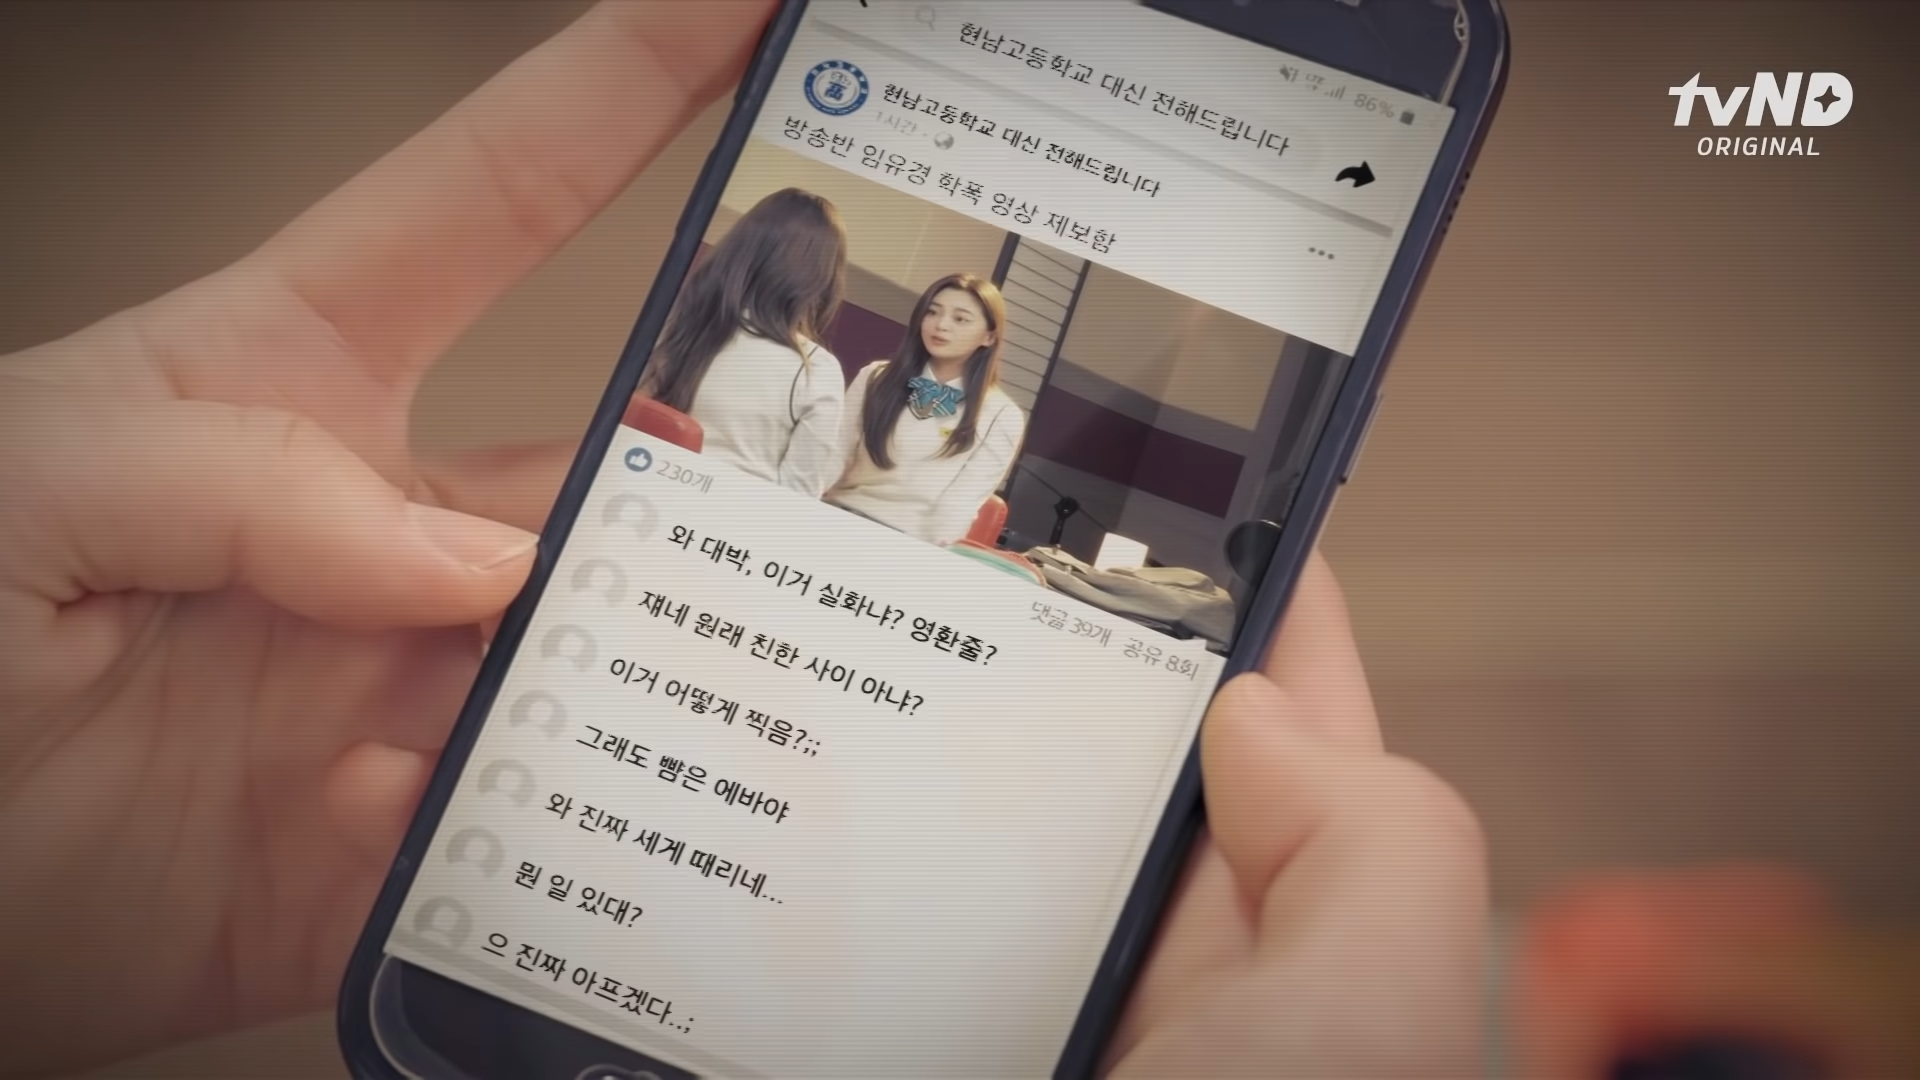 현남고등학교 대신 전해드립니다
86%
현남고등학교 대신 전해드립니다
1시간
방송반 임유경 학폭 영상 제보함
230개
댓글 39개 공유 8회
와 대박, 이거 실화냐? 영환줄?
쟤네 원래 친한 사이 아냐?
이거 어떻게 찍음?;;
그래도 뺨은 에바야
와 진짜 세게 때리네...
뭔 일 있대?
으 진짜 아프겠다..;
tvND
ORIGINAL